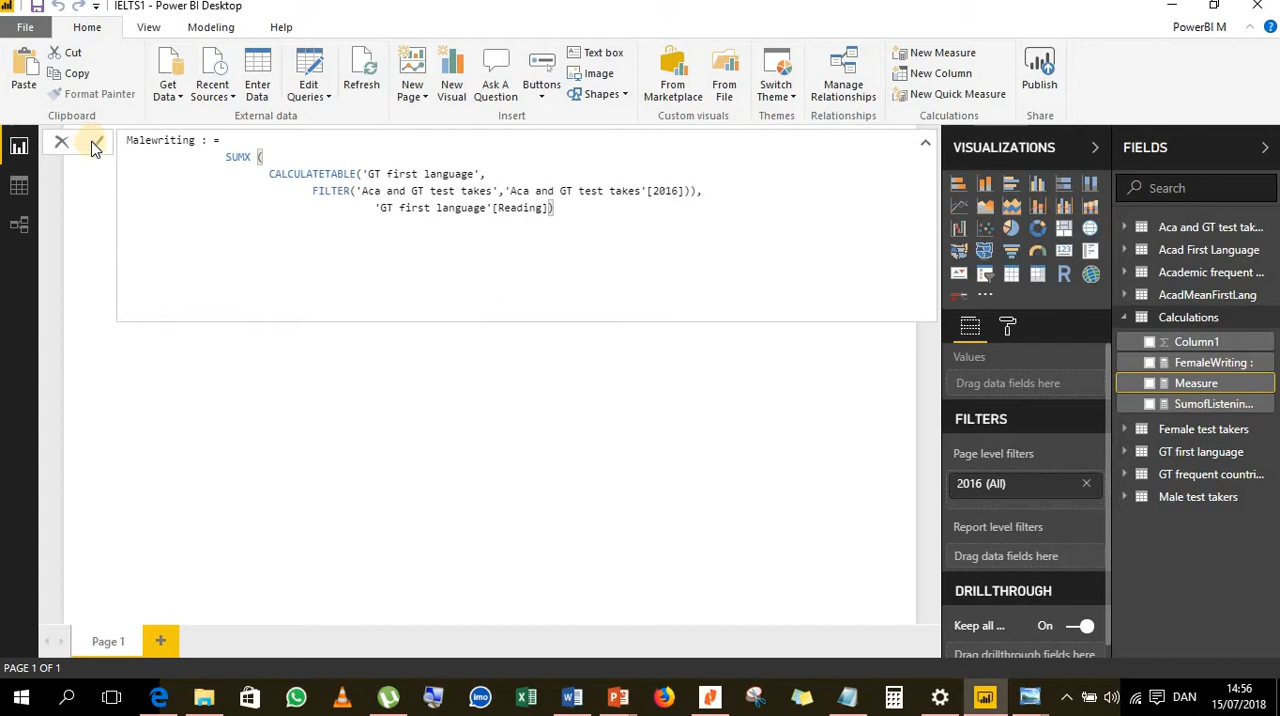 IELTS1 - Power BI Desktop
File
Home
View
Modeling
Help
PowerBI M
Paste
Cut
Copy
Format Painter
Clipboard
Get Data
Recent Sources
Enter Data
Edit Queries
Refresh
External data
New Page
New Visual
Ask A Question
Buttons
Text box
Image
Shapes
Insert
From Marketplace
From File
Custom visuals
Switch Theme
Themes
Manage Relationships
Relationships
New Measure
New Column
New Quick Measure
Calculations
Publish
Share
Malewriting : =
SUMX (
CALCULATETABLE('GT first language',
FILTER('Aca and GT test takes','Aca and GT test takes'[2016])),
'GT first language'[Reading])
VISUALIZATIONS
R
Values
Drag data fields here
FILTERS
Page level filters
2016 (All)
Report level filters
Drag data fields here
DRILLTHROUGH
Keep all ... On
Drag drillthrough fields here
FIELDS
Search
Aca and GT test tak...
Acad First Language
Academic frequent ...
AcadMeanFirstLang
Calculations
Column1
FemaleWriting :
Measure
SumofListenin...
Female test takers
GT first language
GT frequent countri...
Male test takers
Page 1
PAGE 1 OF 1
imo
DAN
14:56
15/07/2018